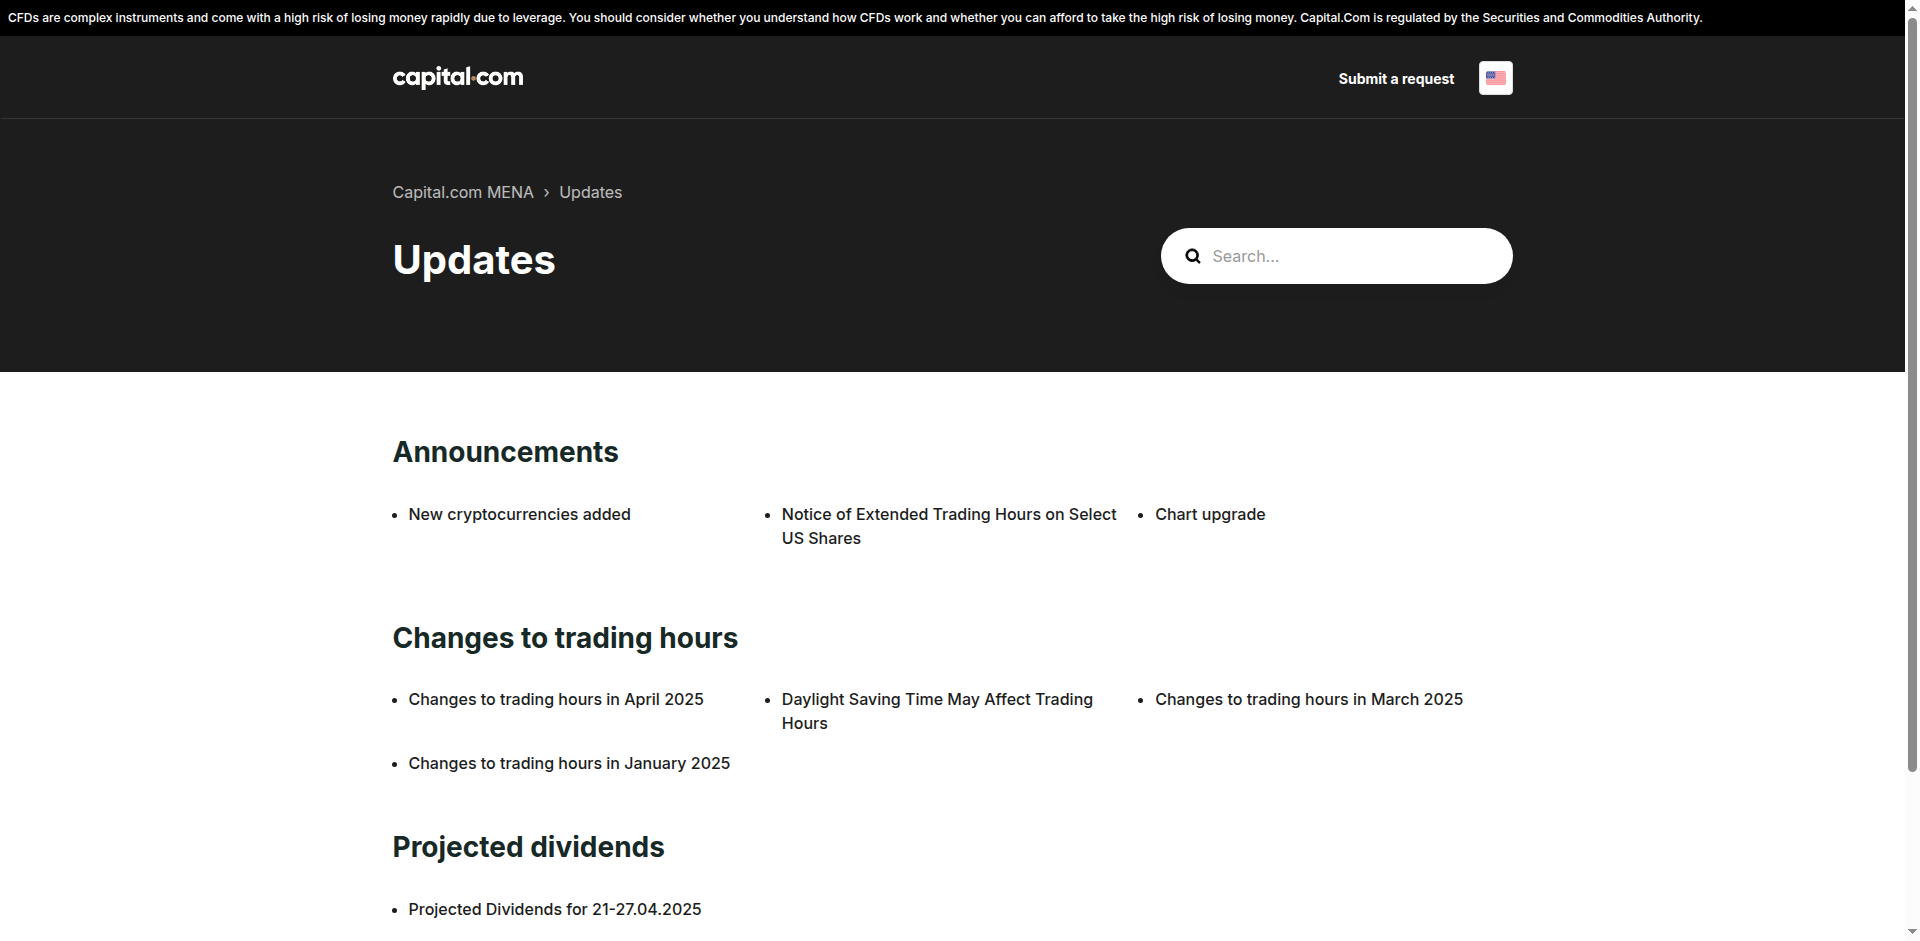 CFDs are complex instruments and come with a high risk of losing money rapidly due to leverage. You should consider whether you understand how CFDs work and whether you can afford to take the high risk of losing money. Capital.Com is regulated by the Securities and Commodities Authority.
capital.com
Submit a request
Capital.com MENA › Updates
Updates
Search...
Announcements
New cryptocurrencies added
Notice of Extended Trading Hours on Select
US Shares
Chart upgrade
Changes to trading hours
Changes to trading hours in April 2025
Daylight Saving Time May Affect Trading
Hours
Changes to trading hours in March 2025
Changes to trading hours in January 2025
Projected dividends
Projected Dividends for 21-27.04.2025